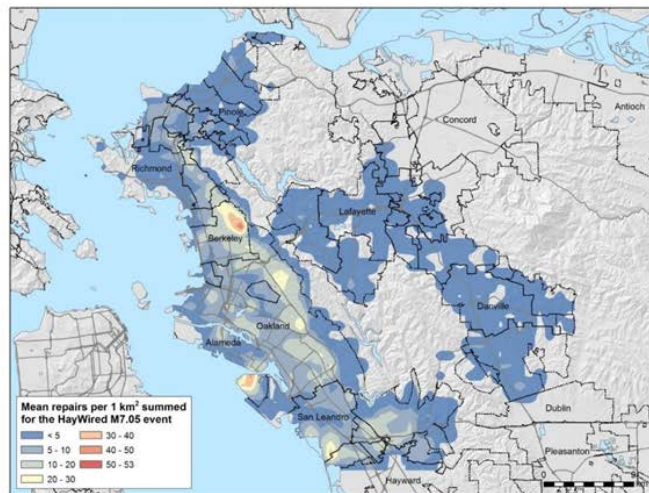 Antioch
Concord
Pinole
Richmond
Lafayette
Berkeley
Danville
Oakland
Alameda
San Leandro
Dublin
Pleasanton
Hayward
Mean repairs per 1 km² summed
for the HayWired M7.05 event
< 5
30 - 40
5 - 10
40 - 50
10 - 20
50 - 53
20 - 30
0